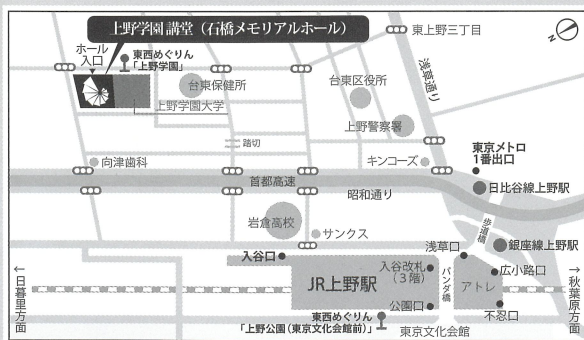 上野学園 講堂（石橋メモリアルホール）
ホール
入口
東西めぐりん
「上野学園」
東上野三丁目
N
浅草通り
台東保健所
上野学園大学
台東区役所
上野警察署
踏切
向津歯科
キンコーズ
東京メトロ
1番出口
首都高速
昭和通り
日比谷線上野駅
岩倉高校
サンクス
歩道橋
銀座線上野駅
入谷口
浅草口
入谷改札
（3階）
パンダ橋
広小路口
アトレ
JR上野駅
公園口
不忍口
←日暮里方面
→秋葉原方面
東西めぐりん
「上野公園（東京文化会館前）」
東京文化会館